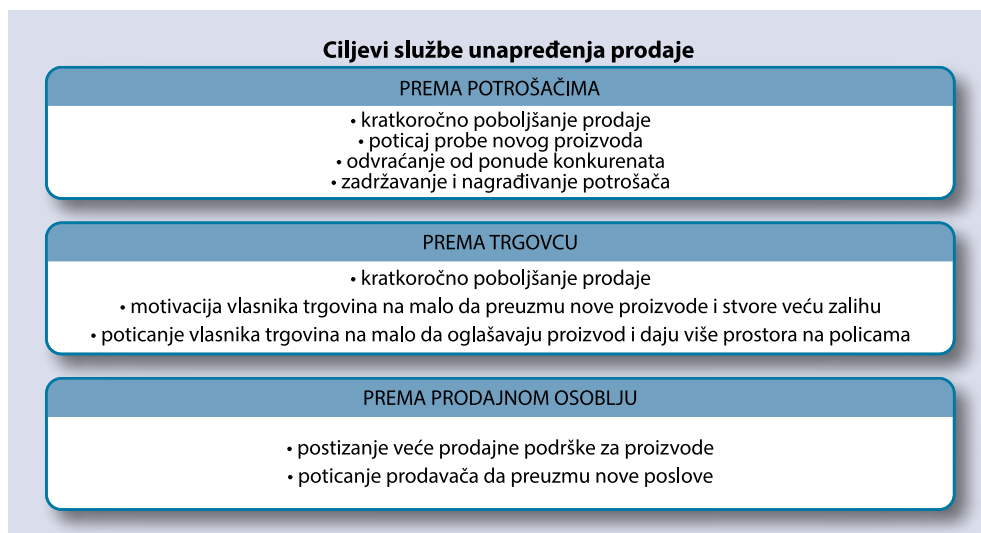 Ciljevi službe unapređenja prodaje
PREMA POTROŠAČIMA
• kratkoročno poboljšanje prodaje
• poticaj probe novog proizvoda
• odvraćanje od ponude konkurenata
• zadržavanje i nagrađivanje potrošača
PREMA TRGOVCU
• kratkoročno poboljšanje prodaje
• motivacija vlasnika trgovina na malo da preuzmu nove proizvode i stvore veću zalihu
• poticanje vlasnika trgovina na malo da oglašavaju proizvod i daju više prostora na policama
PREMA PRODAJNOM OSOBLJU
• postizanje veće prodajne podrške za proizvode
• poticanje prodavača da preuzmu nove poslove